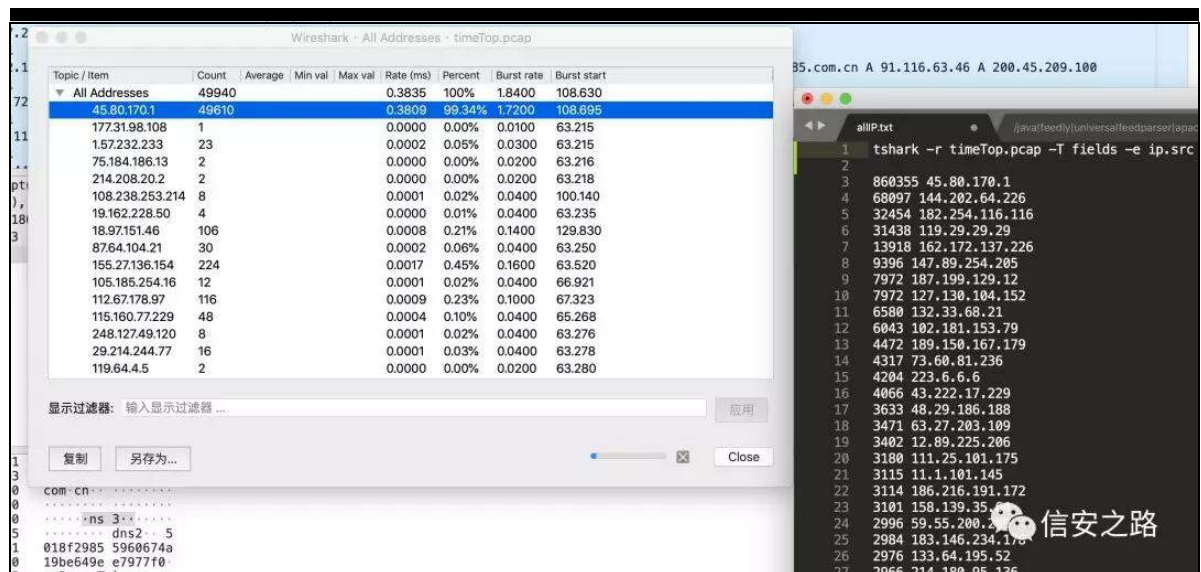 .2
Wireshark · All Addresses · timeTop.pcap
.1
35.com.cn A 91.116.63.46 A 200.45.209.100
72
11
Topic / Item Count Average Min val Max val Rate (ms) Percent Burst rate Burst start
All Addresses 49940 0.3835 100% 1.8400 108.630
45.80.170.1 49610 0.3809 99.34% 1.7200 108.695
177.31.98.108 1 0.0000 0.00% 0.0100 63.215
1.57.232.233 23 0.0002 0.05% 0.0300 63.215
75.184.186.13 2 0.0000 0.00% 0.0200 63.216
214.208.20.2 2 0.0000 0.00% 0.0200 63.218
108.238.253.214 8 0.0001 0.02% 0.0400 100.140
19.162.228.50 4 0.0000 0.01% 0.0400 63.235
18.97.151.46 106 0.0008 0.21% 0.1400 129.830
87.64.104.21 30 0.0002 0.06% 0.0400 63.250
155.27.136.154 224 0.0017 0.45% 0.1600 63.520
105.185.254.16 12 0.0001 0.02% 0.0400 66.921
112.67.178.97 116 0.0009 0.23% 0.1000 67.323
115.160.77.229 48 0.0004 0.10% 0.0400 65.268
248.127.49.120 8 0.0001 0.02% 0.0400 63.276
29.214.244.77 16 0.0001 0.03% 0.0400 63.278
119.64.4.5 2 0.0000 0.00% 0.0200 63.280
显示过滤器: 输入显示过滤器 ... 应用
复制 另存为... Close
com·cn
ns 3
dns2·· 5
018f2985 5960674a
19be649e e7977f0
allIP.txt /java|feedly|universalfeedparser|apac
1 tshark -r timeTop.pcap -T fields -e ip.src
2
3 860355 45.80.170.1
4 68097 144.202.64.226
5 32454 182.254.116.116
6 31438 119.29.29.29
7 13918 162.172.137.226
8 9396 147.89.254.205
9 7972 187.199.129.12
10 7972 127.130.104.152
11 6580 132.33.68.21
12 6043 102.181.153.79
13 4472 189.150.167.179
14 4317 73.60.81.236
15 4204 223.6.6.6
16 4066 43.222.17.229
17 3633 48.29.186.188
18 3471 63.27.203.109
19 3402 12.89.225.206
20 3180 111.25.101.175
21 3115 11.1.101.145
22 3114 186.216.191.172
23 3101 158.139.35.
24 2996 59.55.200.2
25 2984 183.146.234.178
26 2976 133.64.195.52
27 2966 214.180.95.136
信安之路